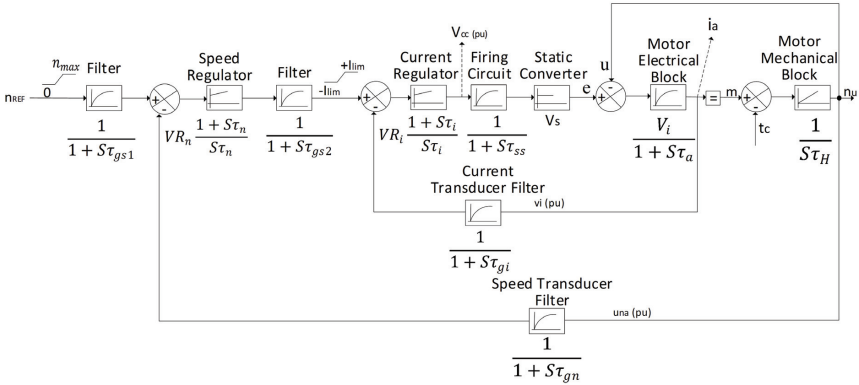 V_cc (pu)
i_a
n_max
0
n_REF
Filter
1 / (1 + Sτ_gs1)
+
-
Speed
Regulator
VR_n (1 + Sτ_n) / (Sτ_n)
Filter
1 / (1 + Sτ_gs2)
+I_lim
-I_lim
+
-
Current
Regulator
VR_i (1 + Sτ_i) / (Sτ_i)
Firing
Circuit
1 / (1 + Sτ_ss)
Static
Converter
V_s
e
u
+
-
Motor
Electrical
Block
V_i / (1 + Sτ_a)
=
m
+
-
t_c
Motor
Mechanical
Block
1 / (Sτ_H)
n_u
Current
Transducer Filter
vi (pu)
1 / (1 + Sτ_gi)
Speed Transducer
Filter
una (pu)
1 / (1 + Sτ_gn)